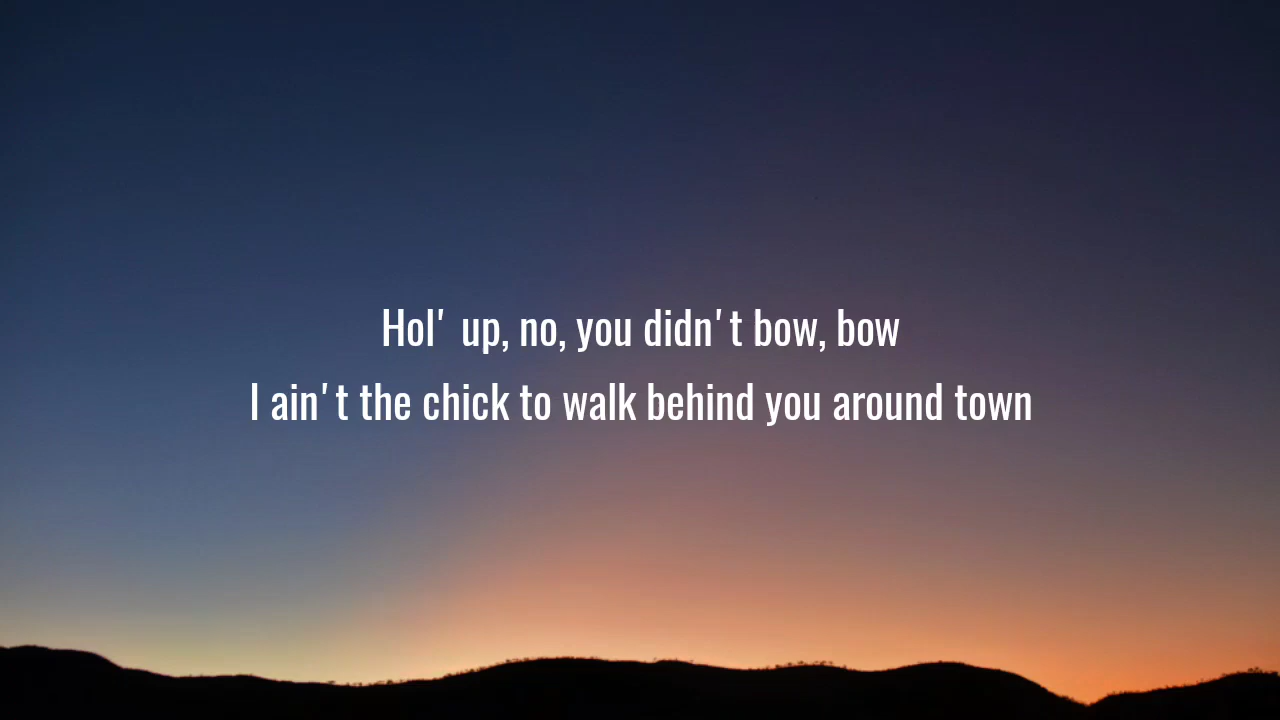 Hol' up, no, you didn't bow, bow
I ain't the chick to walk behind you around town